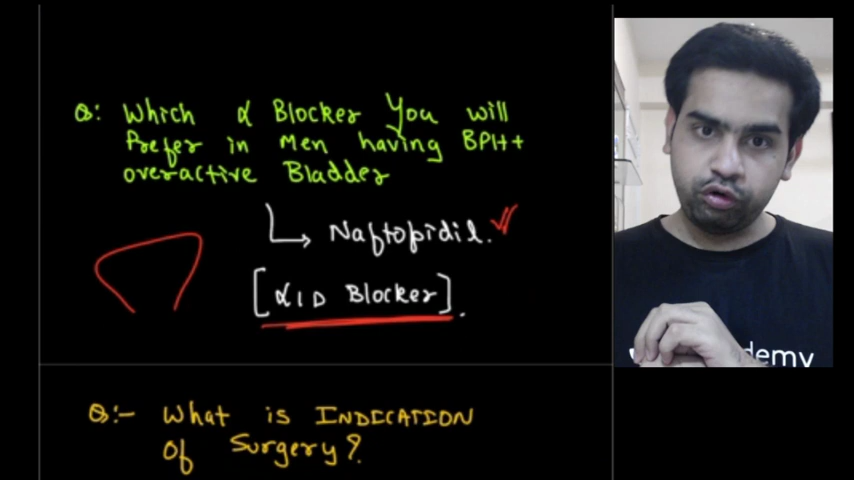 Q: Which α Blocker You will
Prefer in Men having BPH+
overactive Bladder
Naftopidil.
[α1D Blocker].
Q:- What is INDICATION
of Surgery?
demy